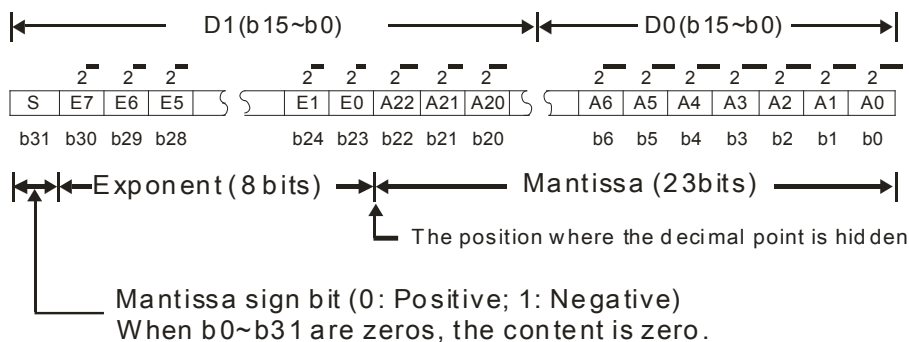 D1(b15~b0) D0(b15~b0)
2 2 2 2 2 2 2 2 2 2 2 2 2 2 2 2
S E7 E6 E5 E1 E0 A22 A21 A20 A6 A5 A4 A3 A2 A1 A0
b31 b30 b29 b28 b24 b23 b22 b21 b20 b6 b5 b4 b3 b2 b1 b0
Exponent (8 bits) Mantissa (23bits)
The position where the decimal point is hidden
Mantissa sign bit (0: Positive; 1: Negative)
When b0~b31 are zeros, the content is zero.